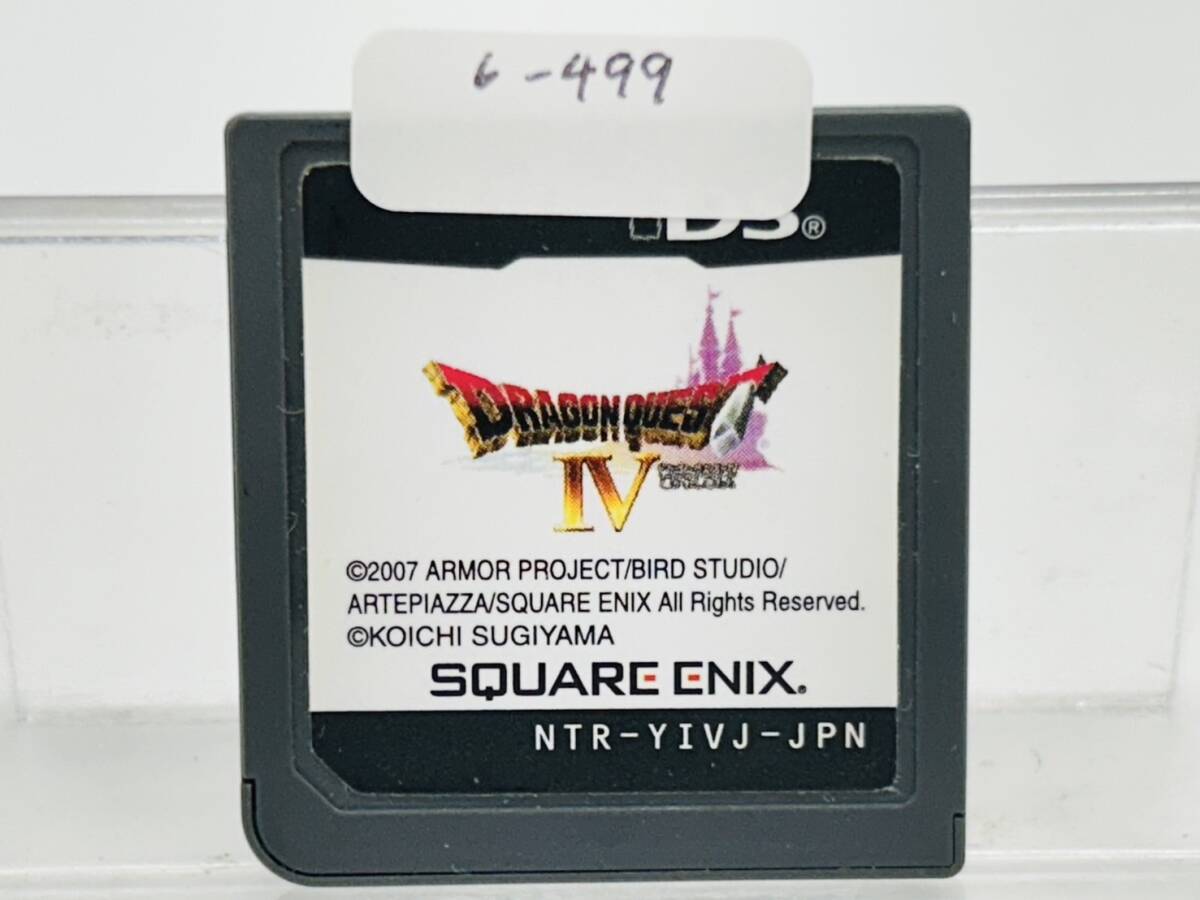 6-499
DS®
DRAGON QUEST
IV
©2007 ARMOR PROJECT/BIRD STUDIO/
ARTEPIAZZA/SQUARE ENIX All Rights Reserved.
©KOICHI SUGIYAMA
SQUARE ENIX.
NTR-YIVJ-JPN